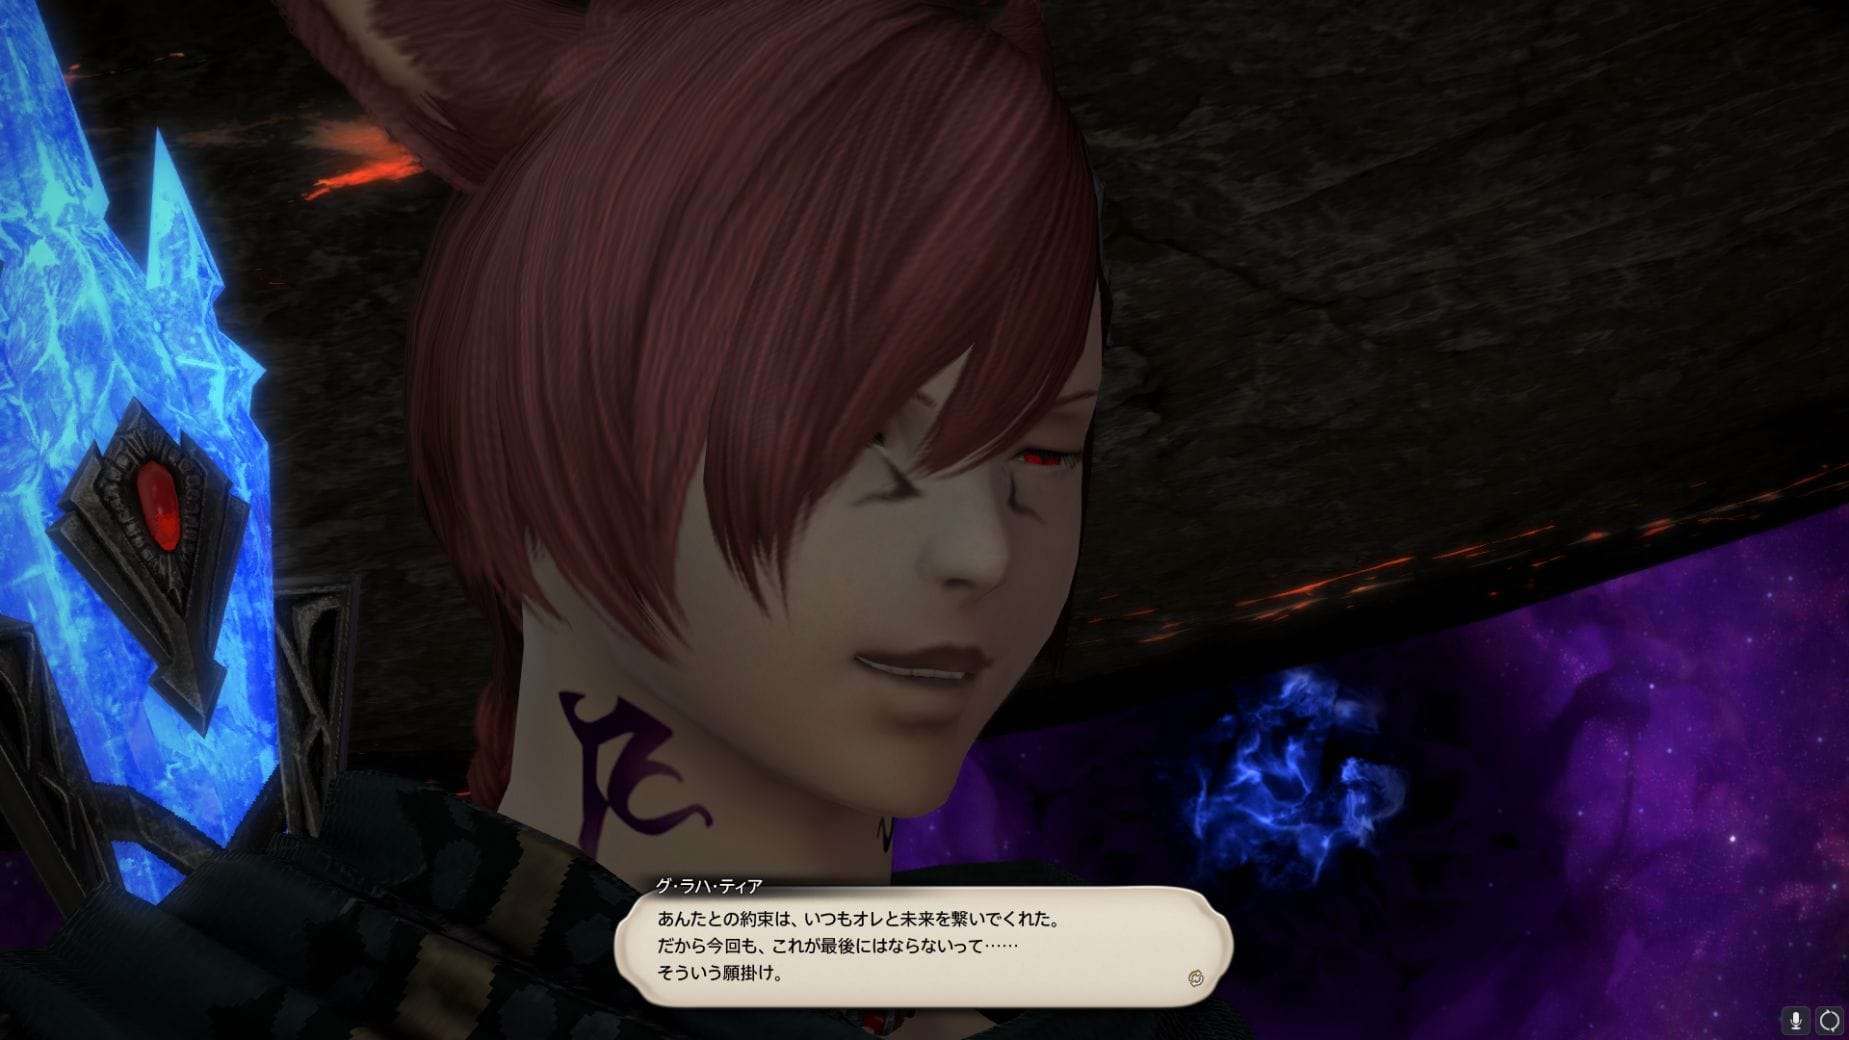 グ・ラハ・ティア
あんたとの約束は、いつもオレと未来を繋いでくれた。
だから今回も、これが最後にはならないって……
そういう願掛け。